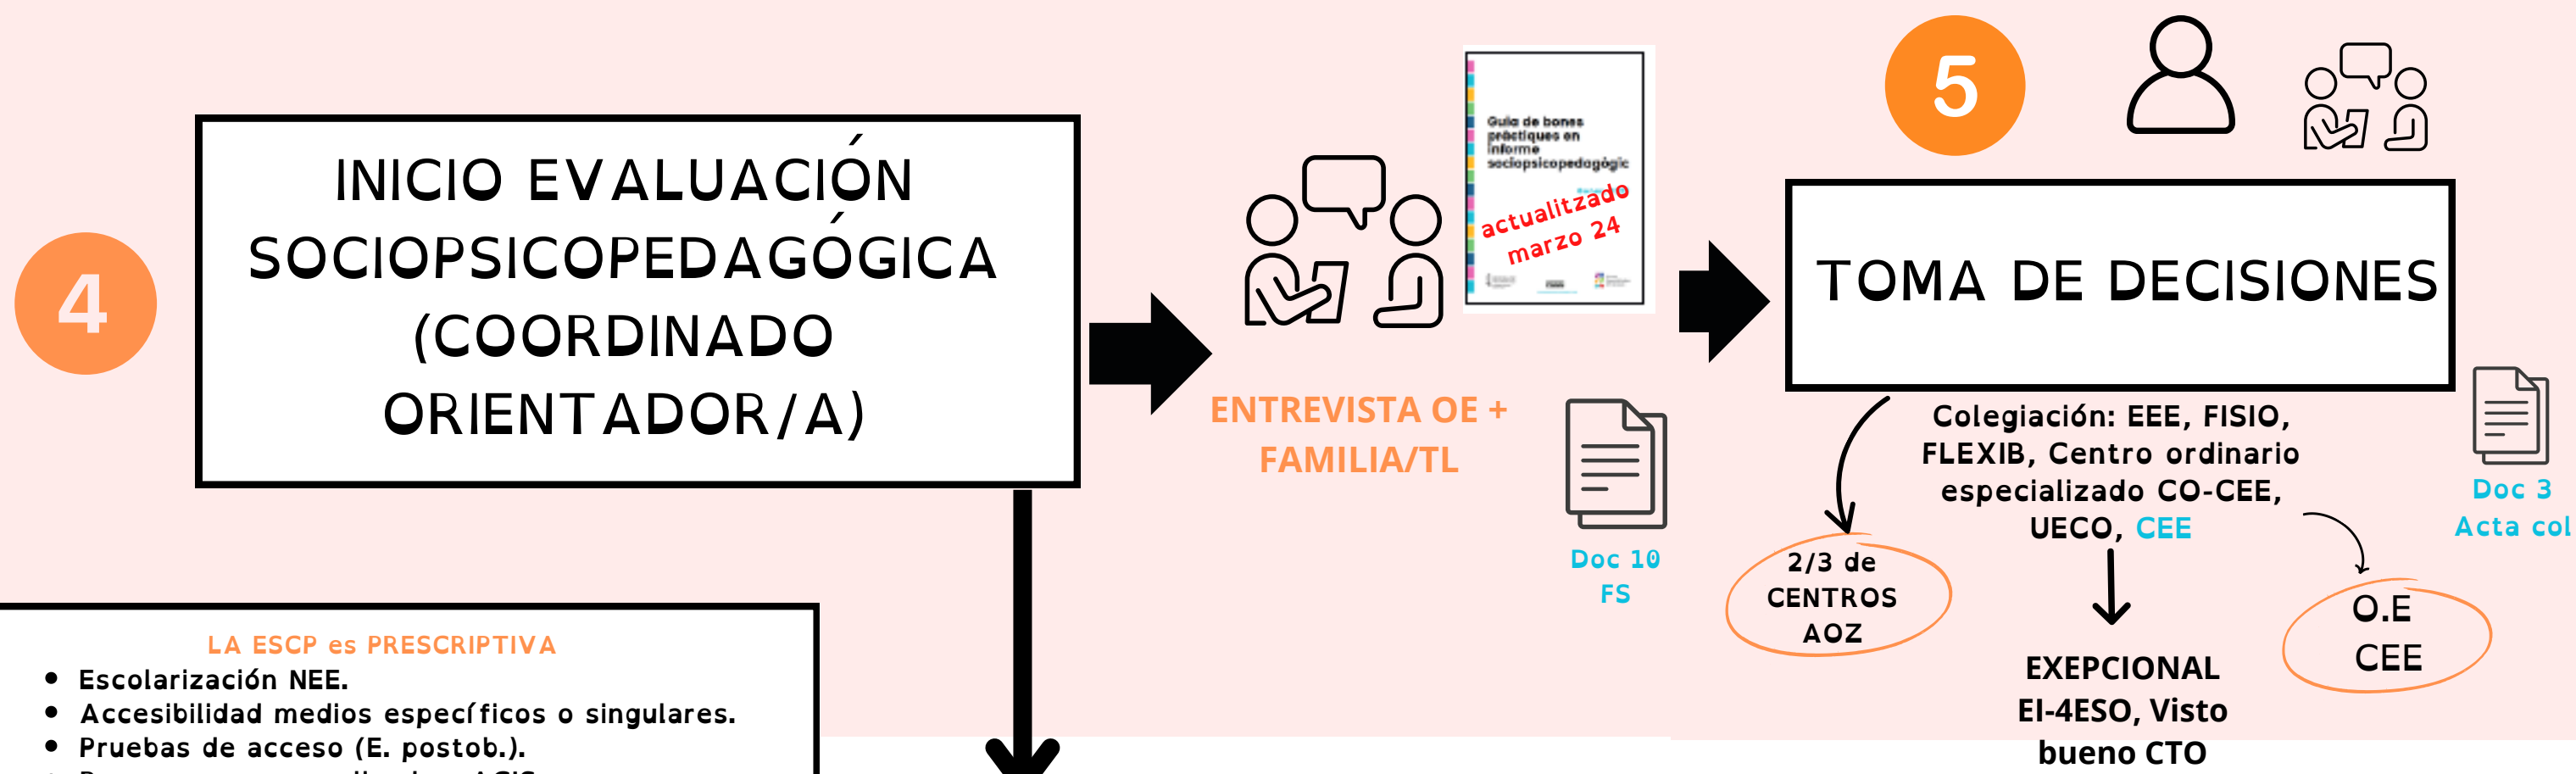 4
INICIO EVALUACIÓN
SOCIOPSICOPEDAGÓGICA
(COORDINADO
ORIENTADOR/A)
ENTREVISTA OE +
FAMILIA/TL
Guia de bones
pràctiques en
informe
sociopsicopedagògic
actualitzado
marzo 24
Doc 10
FS
5
TOMA DE DECISIONES
Colegiación: EEE, FISIO,
FLEXIB, Centro ordinario
especializado CO-CEE,
UECO, CEE
Doc 3
Acta col
2/3 de
CENTROS
AOZ
EXEPCIONAL
EI-4ESO, Visto
bueno CTO
O.E
CEE
LA ESCP es PRESCRIPTIVA
• Escolarización NEE.
• Accesibilidad medios específicos o singulares.
• Pruebas de acceso (E. postob.).